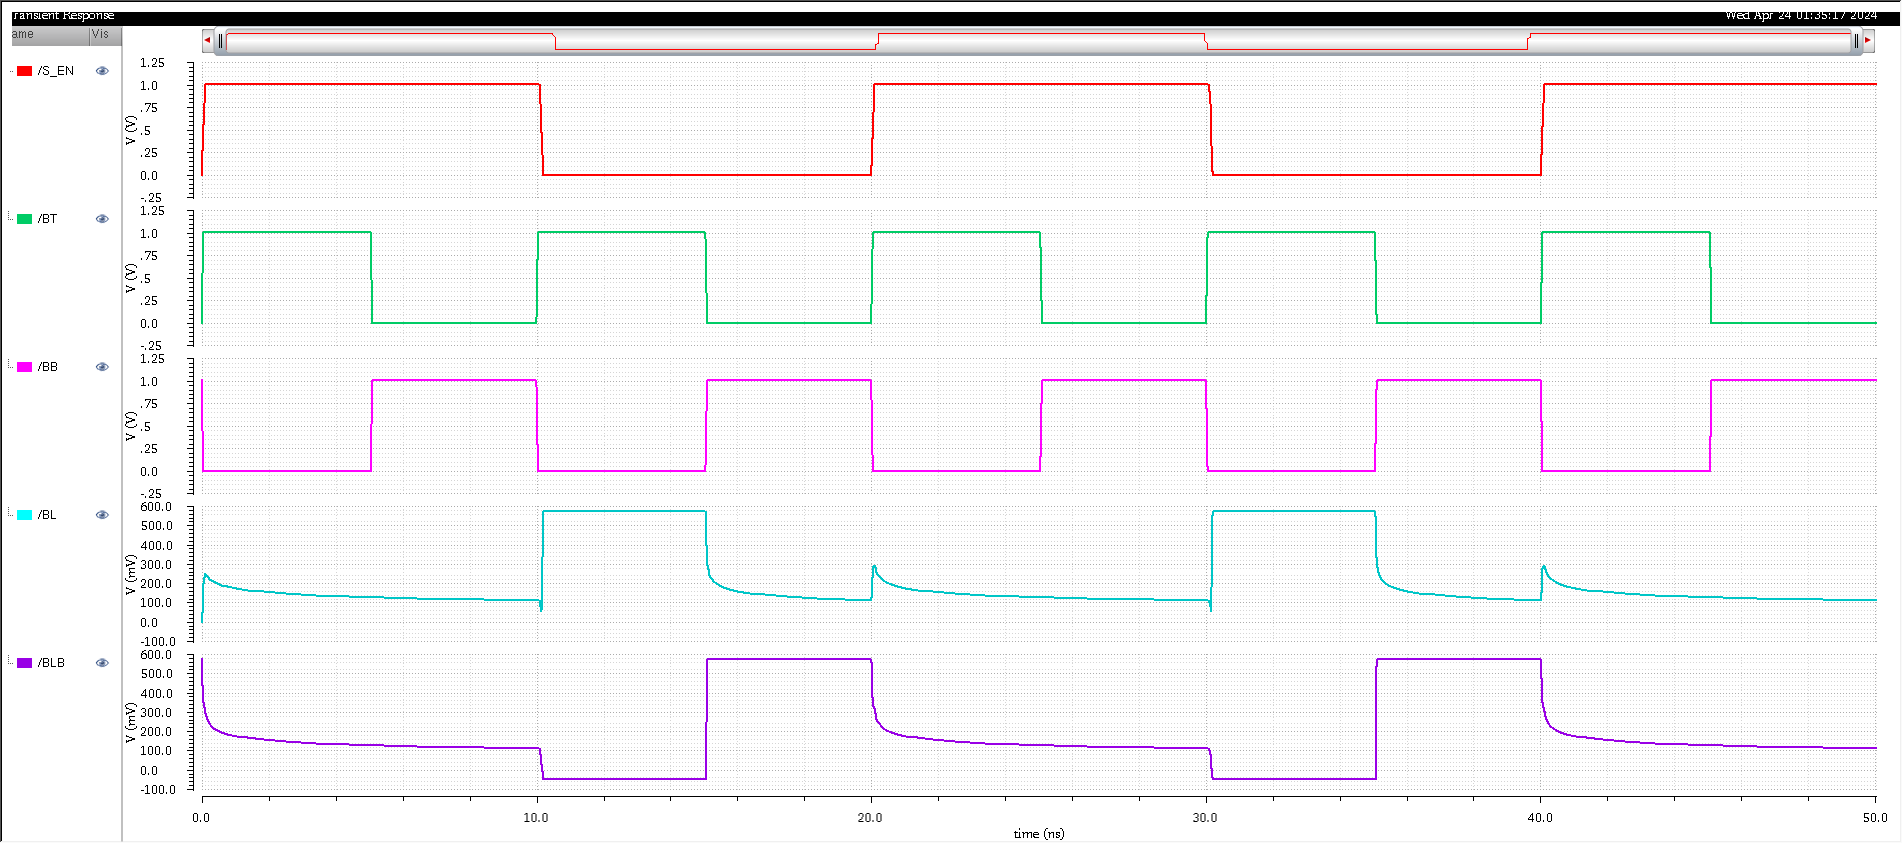 ransient Response
Wed Apr 24 01:35:17 2024
ame Vis
/S_EN
1.25
1.0
.75
.5
.25
0.0
-.25
V (V)
/BT
1.25
1.0
.75
.5
.25
0.0
-.25
V (V)
/BB
1.25
1.0
.75
.5
.25
0.0
-.25
V (V)
/BL
600.0
500.0
400.0
300.0
200.0
100.0
0.0
-100.0
V (mV)
/BLB
600.0
500.0
400.0
300.0
200.0
100.0
0.0
-100.0
V (mV)
0.0 10.0 20.0 30.0 40.0 50.0
time (ns)